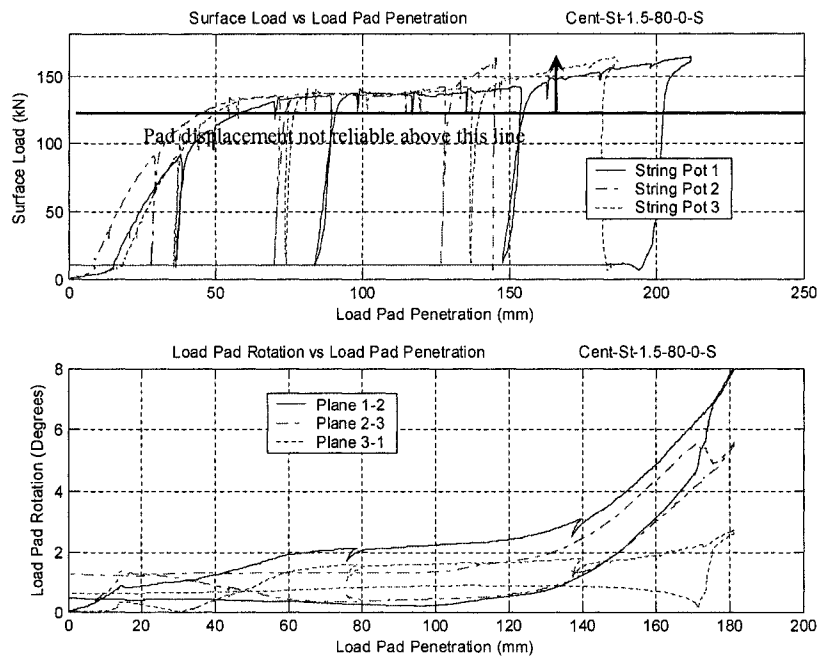 Surface Load vs Load Pad Penetration Cent-St-1.5-80-0-S
150
100
50
0
Surface Load (kN)
Pad displacement not reliable above this line
String Pot 1
String Pot 2
String Pot 3
0 50 100 150 200 250
Load Pad Penetration (mm)
Load Pad Rotation vs Load Pad Penetration Cent-St-1.5-80-0-S
8
6
4
2
0
Load Pad Rotation (Degrees)
Plane 1-2
Plane 2-3
Plane 3-1
0 20 40 60 80 100 120 140 160 180 200
Load Pad Penetration (mm)